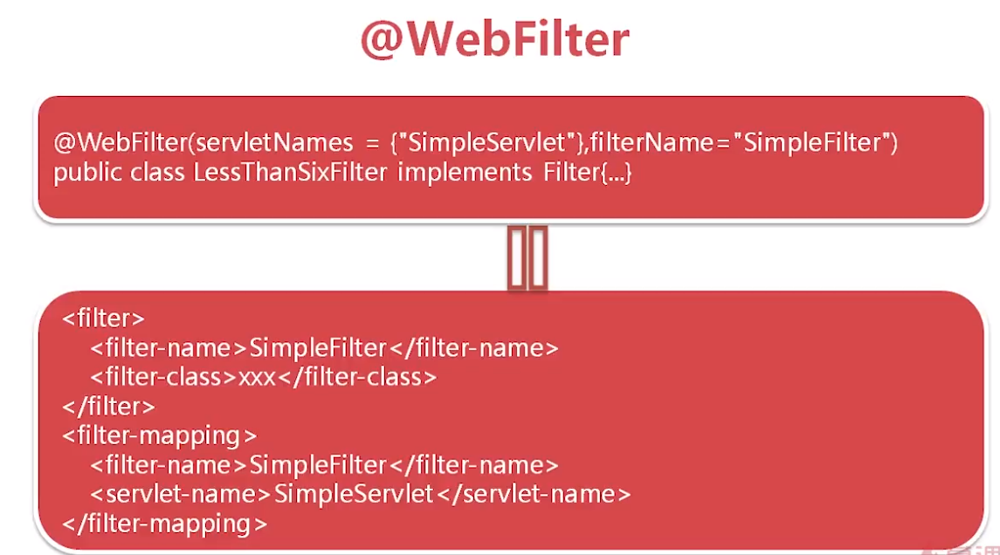 @WebFilter
@WebFilter(servletNames = {"SimpleServlet"},filterName="SimpleFilter")
public class LessThanSixFilter implements Filter{...}
<filter>
<filter-name>SimpleFilter</filter-name>
<filter-class>xxx</filter-class>
</filter>
<filter-mapping>
<filter-name>SimpleFilter</filter-name>
<servlet-name>SimpleServlet</servlet-name>
</filter-mapping>